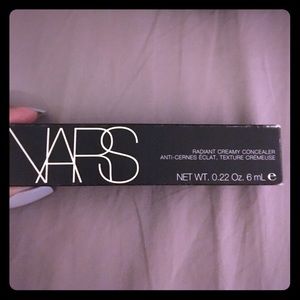 NARS
RADIANT CREAMY CONCEALER
ANTI-CERNES ÉCLAT, TEXTURE CRÉMEUSE
NET WT. 0.22 Oz. 6 mL e